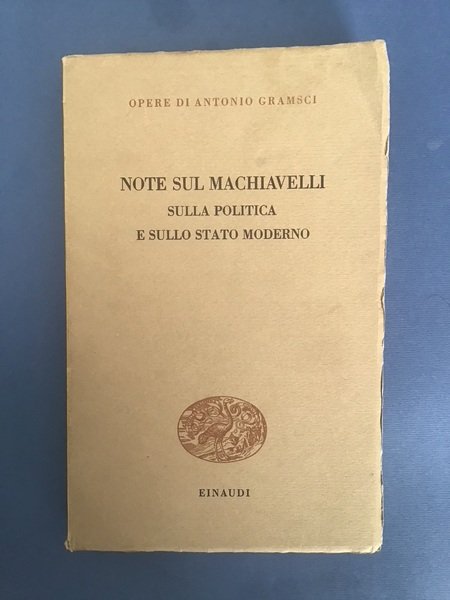 OPERE DI ANTONIO GRAMSCI
NOTE SUL MACHIAVELLI
SULLA POLITICA
E SULLO STATO MODERNO
EINAUDI